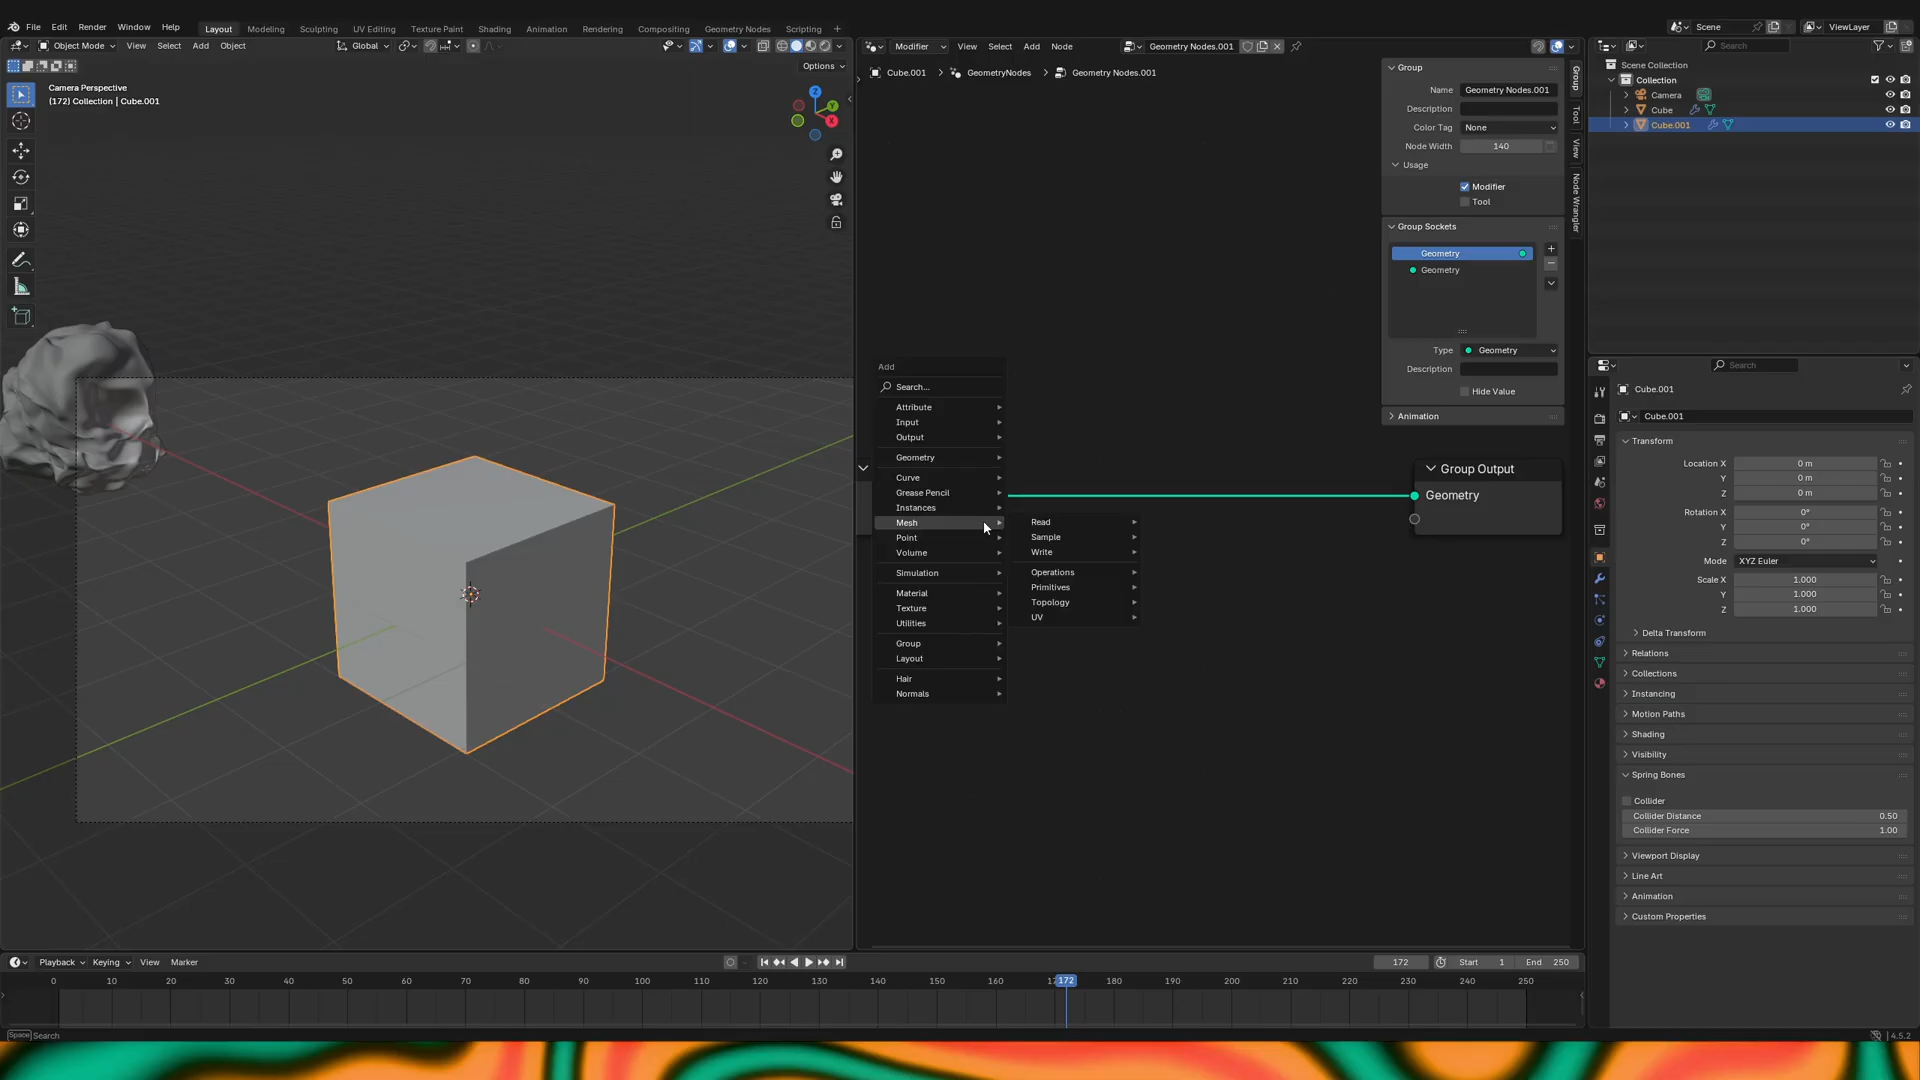 File Edit Render Window Help Layout Modeling Sculpting UV Editing Texture Paint Shading Animation Rendering Compositing Geometry Nodes Scripting + Scene ViewLayer
Object Mode View Select Add Object Global
Modifier View Select Add Node Geometry Nodes.001
Search
Options
Camera Perspective
(172) Collection | Cube.001
Z
Y
X
Cube.001 > GeometryNodes > Geometry Nodes.001
Group
Name Geometry Nodes.001
Description
Color Tag None
Node Width 140
Usage
Modifier
Tool
Group Sockets
Geometry
Geometry
Type Geometry
Description
Hide Value
Animation
Group
Tool
View
Node Wrangler
Add
Search...
Attribute
Input
Output
Geometry
Curve
Grease Pencil
Instances
Mesh
Point
Volume
Simulation
Material
Texture
Utilities
Group
Layout
Hair
Normals
Read
Sample
Write
Operations
Primitives
Topology
UV
Group Output
Geometry
Scene Collection
Collection
Camera
Cube
Cube.001
Search
Cube.001
Cube.001
Transform
Location X 0 m
Y 0 m
Z 0 m
Rotation X 0°
Y 0°
Z 0°
Mode XYZ Euler
Scale X 1.000
Y 1.000
Z 1.000
Delta Transform
Relations
Collections
Instancing
Motion Paths
Shading
Visibility
Spring Bones
Collider
Collider Distance 0.50
Collider Force 1.00
Viewport Display
Line Art
Animation
Custom Properties
Playback Keying View Marker 172 Start 1 End 250
0 10 20 30 40 50 60 70 80 90 100 110 120 130 140 150 160 17 172 180 190 200 210 220 230 240 250
Space Search
4.5.2